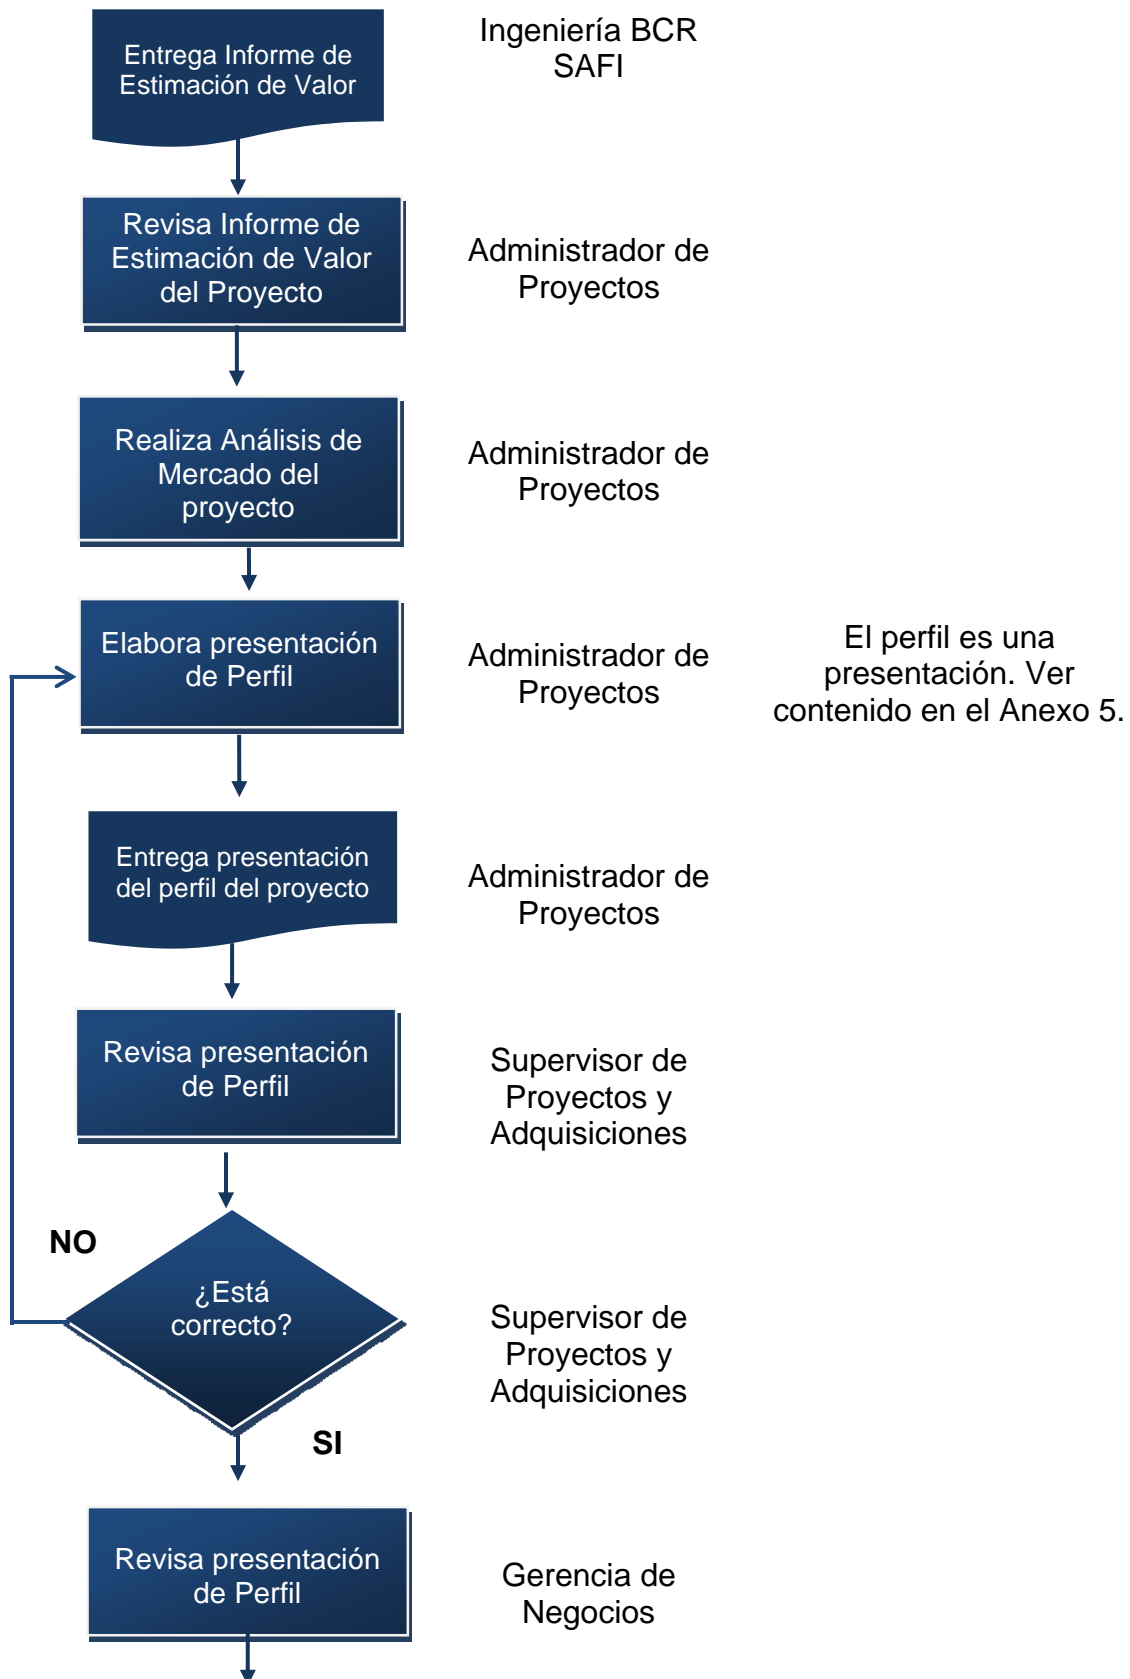 Entrega Informe de
Estimación de Valor
Ingeniería BCR
SAFI
Revisa Informe de
Estimación de Valor
del Proyecto
Administrador de
Proyectos
Realiza Análisis de
Mercado del
proyecto
Administrador de
Proyectos
Elabora presentación
de Perfil
Administrador de
Proyectos
El perfil es una
presentación. Ver
contenido en el Anexo 5.
Entrega presentación
del perfil del proyecto
Administrador de
Proyectos
Revisa presentación
de Perfil
Supervisor de
Proyectos y
Adquisiciones
NO
¿Está
correcto?
Supervisor de
Proyectos y
Adquisiciones
SI
Revisa presentación
de Perfil
Gerencia de
Negocios